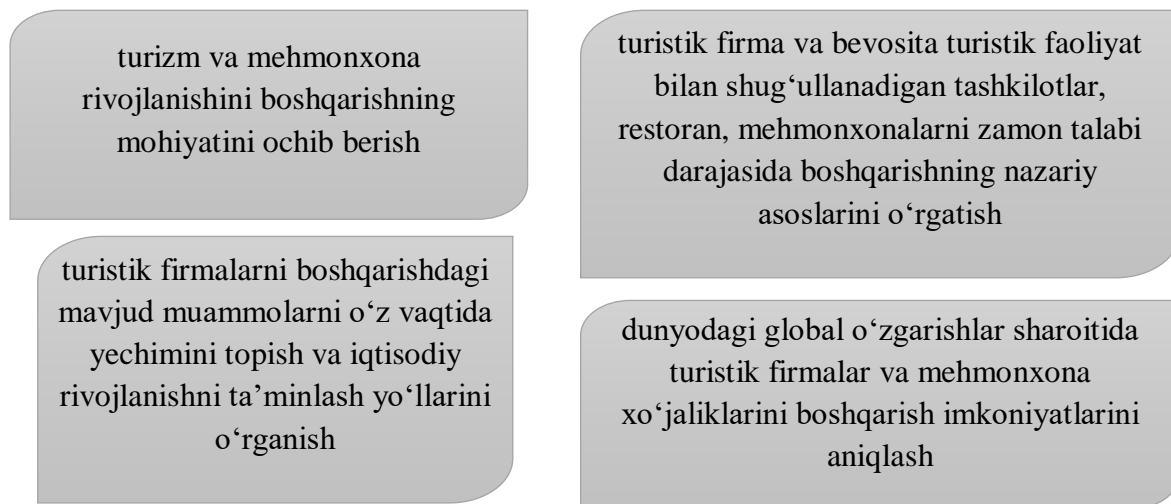 turizm va mehmonxona
rivojlanishini boshqarishning
mohiyatini ochib berish
turistik firma va bevosita turistik faoliyat
bilan shug‘ullanadigan tashkilotlar,
restoran, mehmonxonalarni zamon talabi
darajasida boshqarishning nazariy
asoslarini o‘rgatish
turistik firmalarni boshqarishdagi
mavjud muammolarni o‘z vaqtida
yechimini topish va iqtisodiy
rivojlanishni ta’minlash yo‘llarini
o‘rganish
dunyodagi global o‘zgarishlar sharoitida
turistik firmalar va mehmonxona
xo‘jaliklarini boshqarish imkoniyatlarini
aniqlash